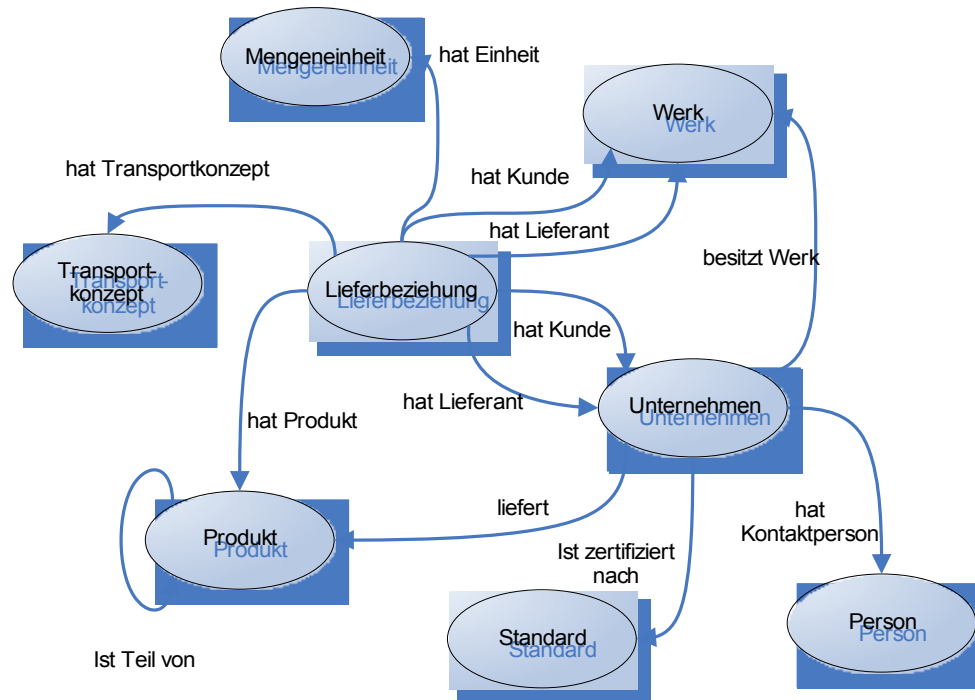 Mengeneinheit
Mengeneinheit
hat Einheit
Werk
Werk
hat Transportkonzept
hat Kunde
hat Lieferant
besitzt Werk
Transport-
konzept
Transport-
konzept
Lieferbeziehung
Lieferbeziehung
hat Kunde
hat Lieferant
Unternehmen
Unternehmen
hat Produkt
liefert
hat
Kontaktperson
Produkt
Produkt
Ist zertifiziert
nach
Standard
Standard
Person
Person
Ist Teil von